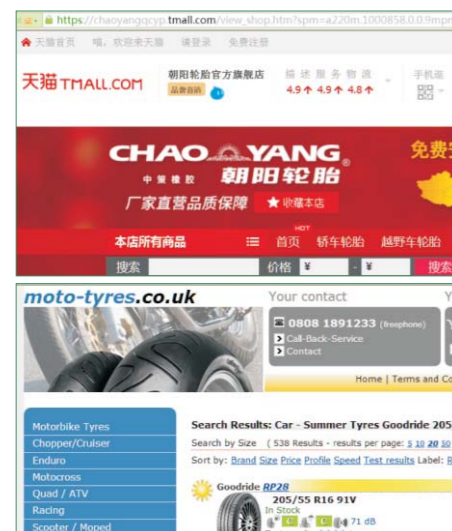 https://chaoyangqcyp.tmall.com/view_shop.htm?spm=a220m.1000858.0.0.9mpn
天猫首页 喵，欢迎来天猫 请登录 免费注册
天猫 TMALL.COM
朝阳轮胎官方旗舰店
品牌直销
描述 服务 物流
4.9 4.9 4.8
手机逛
CHAO YANG®
中策橡胶 朝阳轮胎
厂家直营品质保障 收藏本店
免费
HOT
本店所有商品 首页 轿车轮胎 越野车轮胎
搜索 价格 ¥ - ¥ 搜索
moto-tyres.co.uk
Your contact
0808 1891233 (freephone)
Call-Back-Service
Contact
Home | Terms and Co
Motorbike Tyres
Chopper/Cruiser
Enduro
Motocross
Quad / ATV
Racing
Scooter / Moped
Search Results: Car - Summer Tyres Goodride 205
Search by Size ( 538 Results - results per page: 5 10 20 50
Sort by: Brand Size Price Profile Speed Test results Label: R
Goodride RP28
205/55 R16 91V
In Stock
C C 71 dB